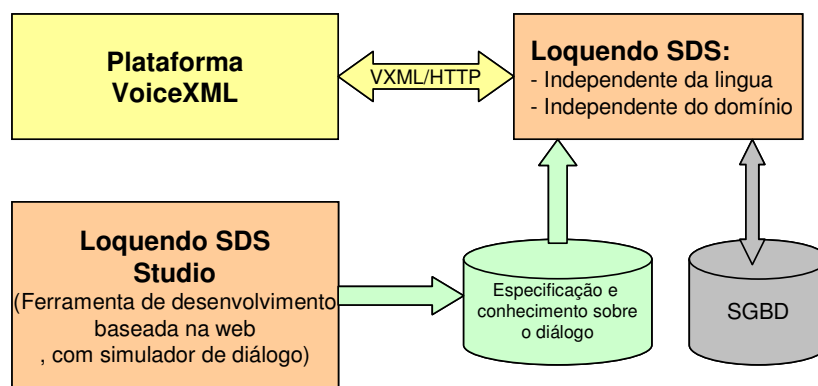 Plataforma
VoiceXML
VXML/HTTP
Loquendo SDS:
- Independente da lingua
- Independente do domínio
Loquendo SDS
Studio
(Ferramenta de desenvolvimento
baseada na web
, com simulador de diálogo)
Especificação e
conhecimento sobre
o diálogo
SGBD